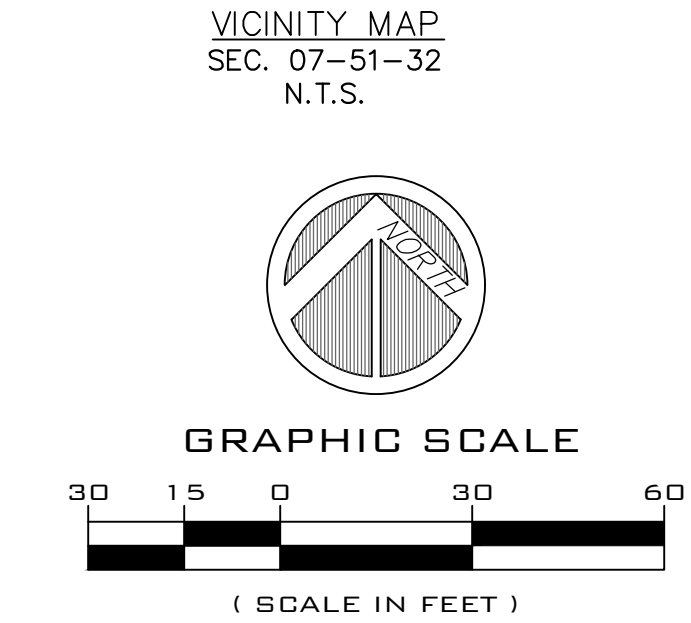 VICINITY MAP
SEC. 07-51-32
N.T.S.
NORTH
GRAPHIC SCALE
30 15 0 30 60
( SCALE IN FEET )